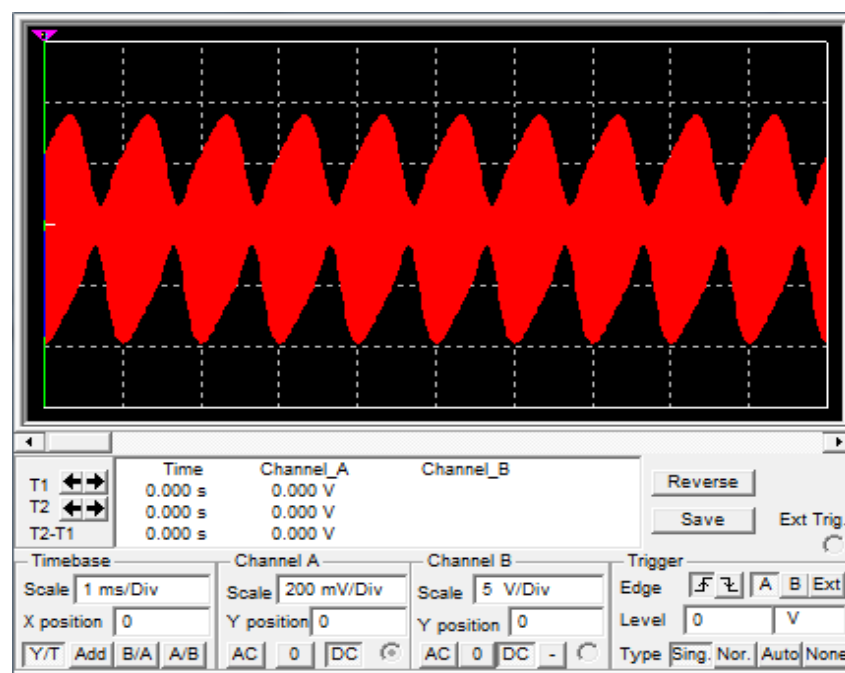 1
Time Channel_A Channel_B
T1 0.000 s 0.000 V
T2 0.000 s 0.000 V
T2-T1 0.000 s 0.000 V
Reverse
Save
Ext Trig.
Timebase
Scale 1 ms/Div
X position 0
Y/T Add B/A A/B
Channel A
Scale 200 mV/Div
Y position 0
AC 0 DC
Channel B
Scale 5 V/Div
Y position 0
AC 0 DC -
Trigger
Edge A B Ext
Level 0 V
Type Sing. Nor. Auto None